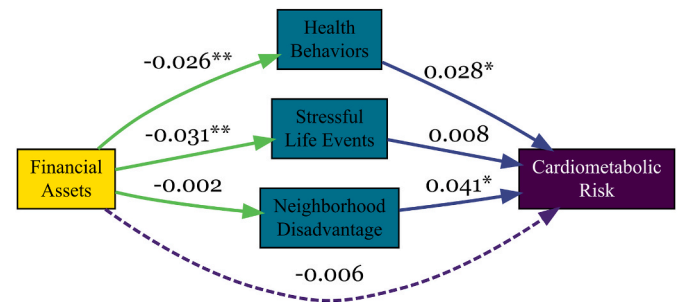 Health
Behaviors
-0.026**
0.028*
Stressful
Life Events
-0.031**
0.008
Financial
Assets
Cardiometabolic
Risk
-0.002
0.041*
Neighborhood
Disadvantage
-0.006